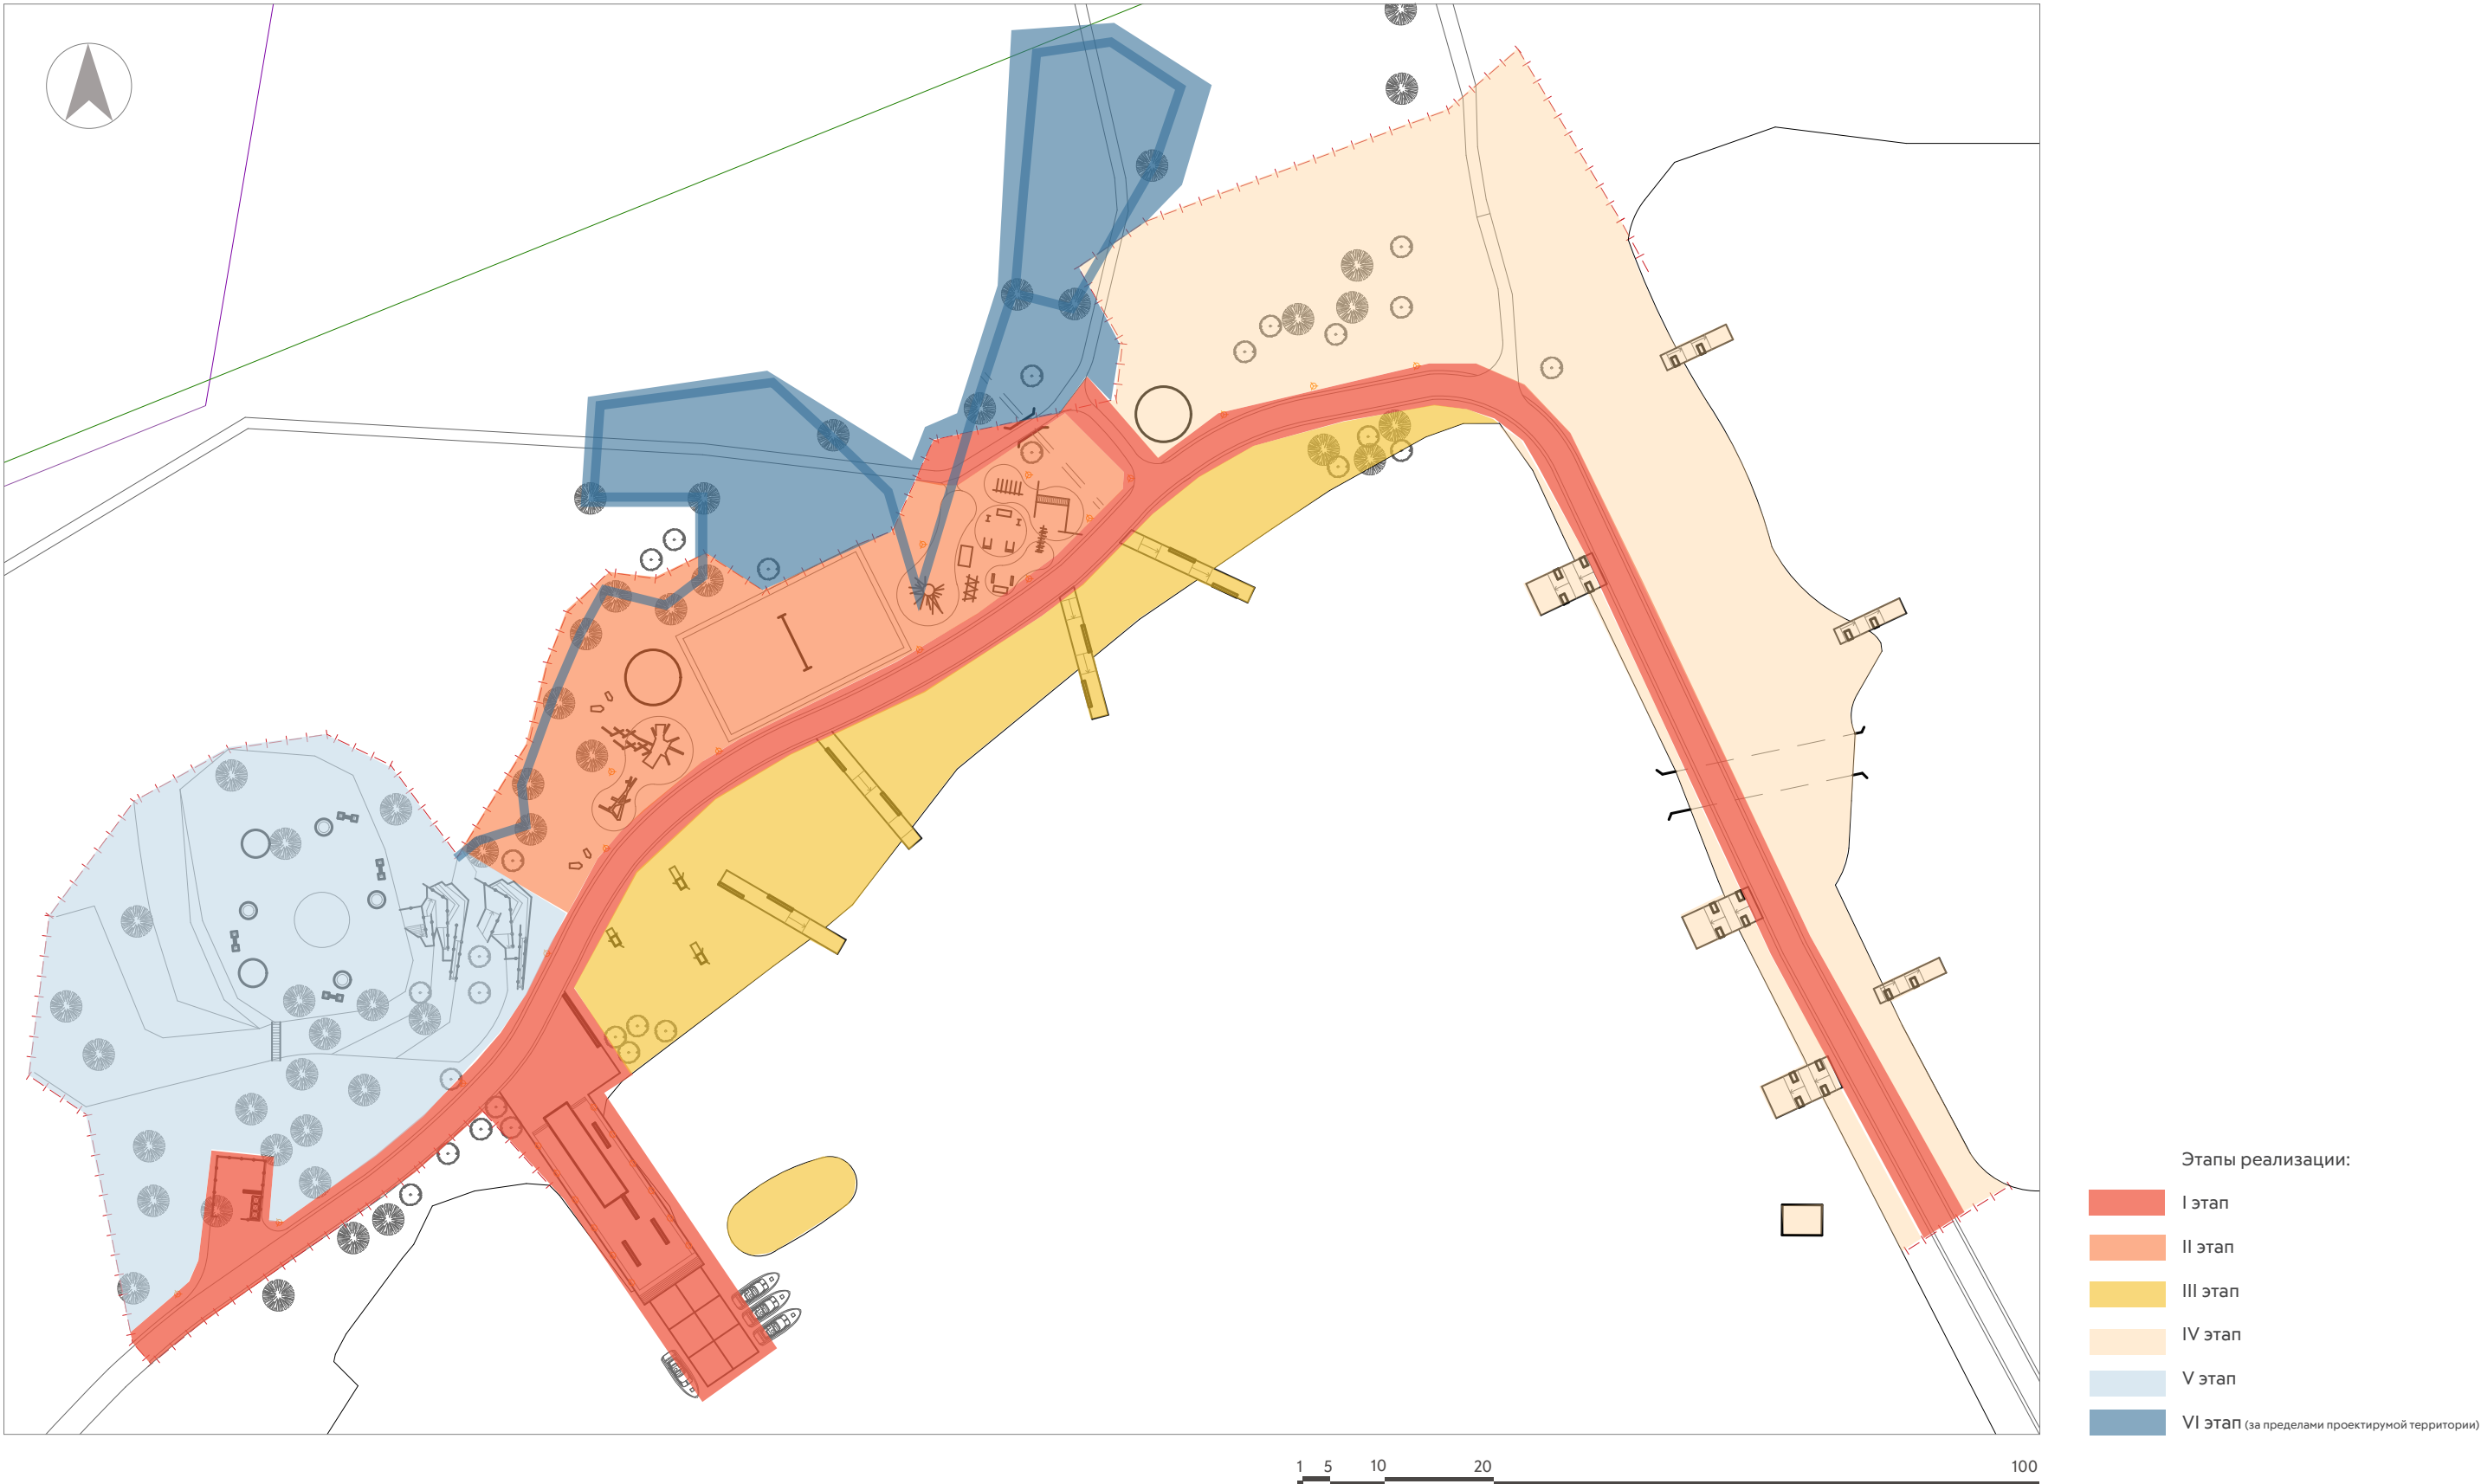 Этапы реализации:
I этап
II этап
III этап
IV этап
V этап
VI этап (за пределами проектирумой территории)
1 5 10 20 100